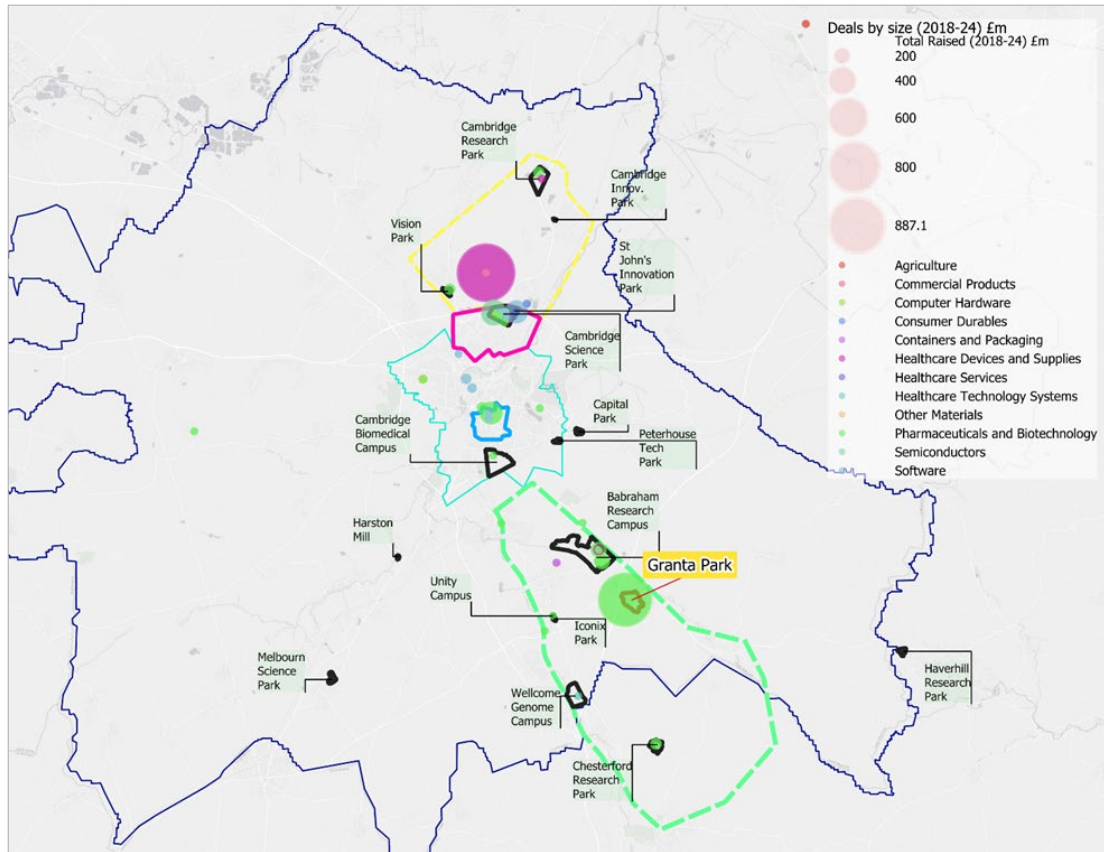 Deals by size (2018-24) £m
Total Raised (2018-24) £m
200
400
600
800
887.1
Agriculture
Commercial Products
Computer Hardware
Consumer Durables
Containers and Packaging
Healthcare Devices and Supplies
Healthcare Services
Healthcare Technology Systems
Other Materials
Pharmaceuticals and Biotechnology
Semiconductors
Software
Cambridge
Research
Park
Cambridge
Innov.
Park
Vision
Park
St
John's
Innovation
Park
Cambridge
Science
Park
Capital
Park
Cambridge
Biomedical
Campus
Peterhouse
Tech
Park
Babraham
Research
Campus
Harston
Mill
Granta Park
Unity
Campus
Iconix
Park
Melbourn
Science
Park
Haverhill
Research
Park
Wellcome
Genome
Campus
Chesterford
Research
Park